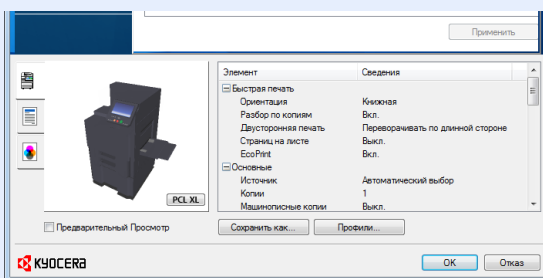 Применить
Элемент Сведения
Быстрая печать
Ориентация Книжная
Разбор по копиям Вкл.
Двусторонняя печать Переворачивать по длинной стороне
Страниц на листе Выкл.
EcoPrint Вкл.
Основные
Источник Автоматический выбор
Копии 1
Машинописные копии Выкл.
PCL XL
Предварительный Просмотр Сохранить как... Профили...
KYOCERA OK Отказ